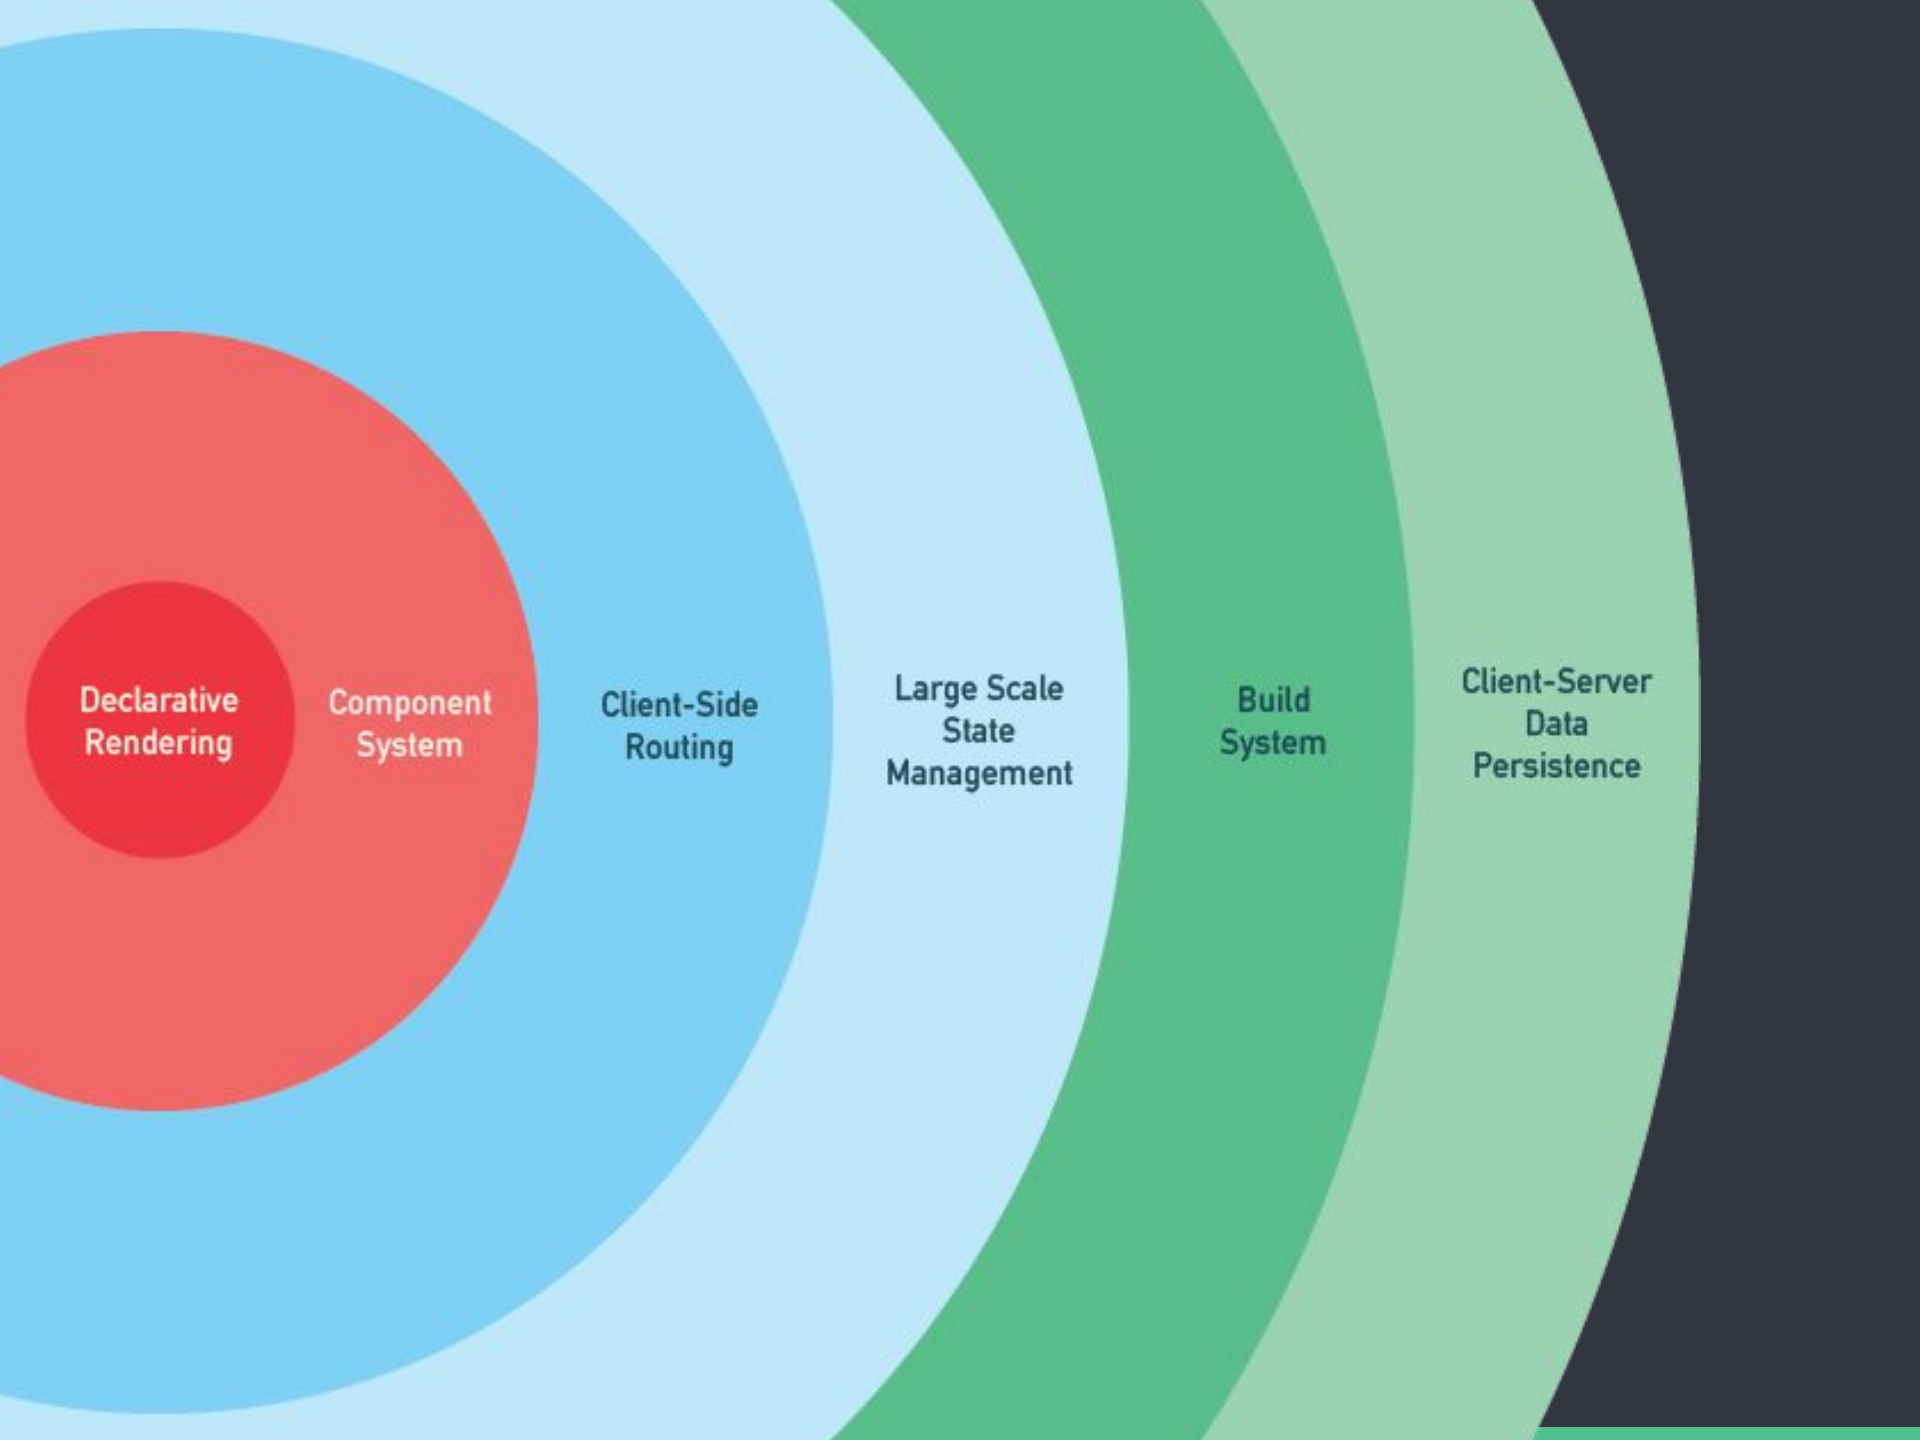 Declarative
Rendering
Component
System
Client-Side
Routing
Large Scale
State
Management
Build
System
Client-Server
Data
Persistence